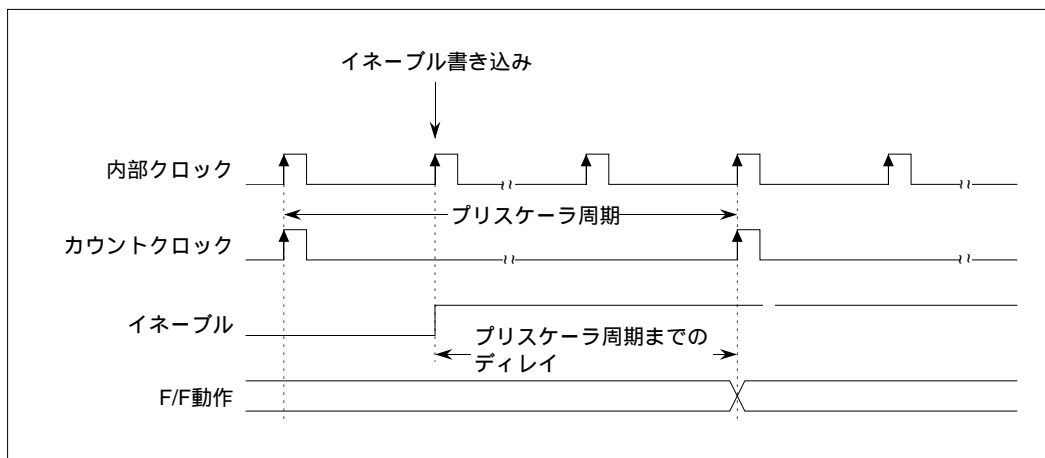 イネーブル書き込み
内部クロック
プリスケーラ周期
カウントクロック
イネーブル
プリスケーラ周期までの
ディレイ
F/F動作